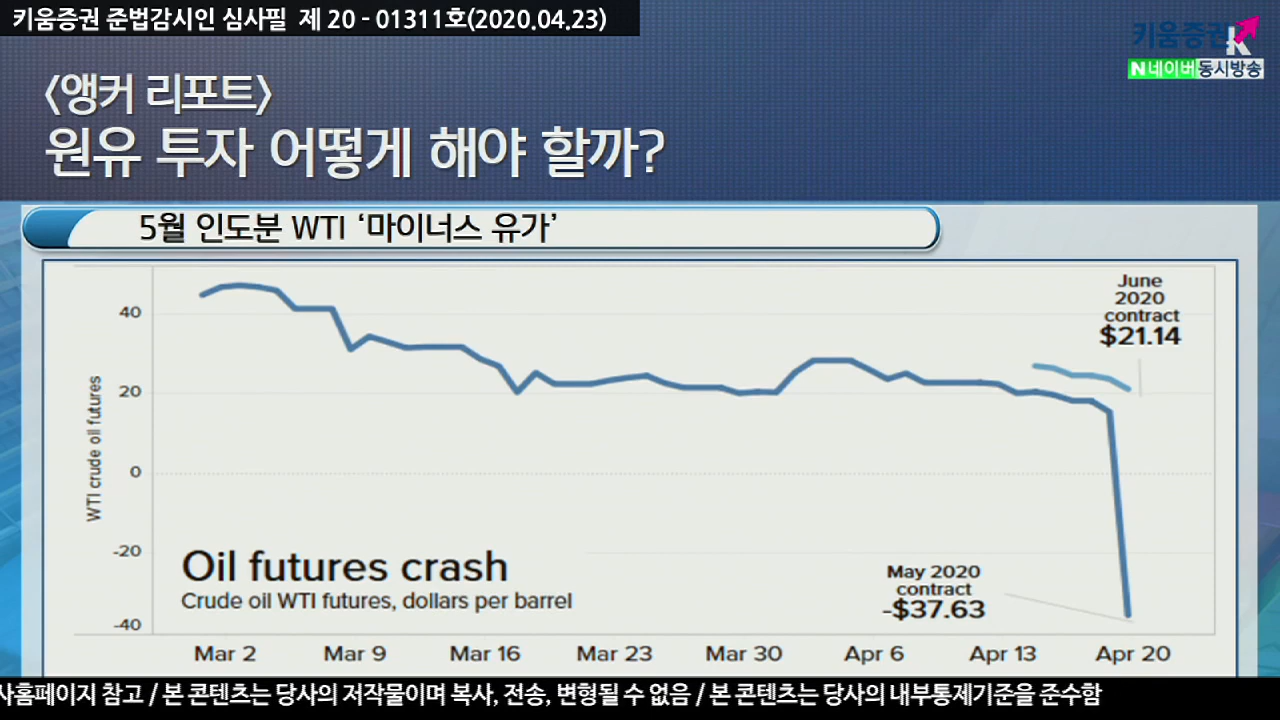 키움증권 준법감시인 심사필 제 20 - 01311호(2020.04.23)
키움증권
N 네이버 동시방송
<앵커 리포트>
원유 투자 어떻게 해야 할까?
5월 인도분 WTI ‘마이너스 유가’
June
2020
contract
$21.14
40
20
0
-20
-40
WTI crude oil futures
Oil futures crash
Crude oil WTI futures, dollars per barrel
May 2020
contract
-$37.63
Mar 2 Mar 9 Mar 16 Mar 23 Mar 30 Apr 6 Apr 13 Apr 20
사홈페이지 참고 / 본 콘텐츠는 당사의 저작물이며 복사, 전송, 변형될 수 없음 / 본 콘텐츠는 당사의 내부통제기준을 준수함